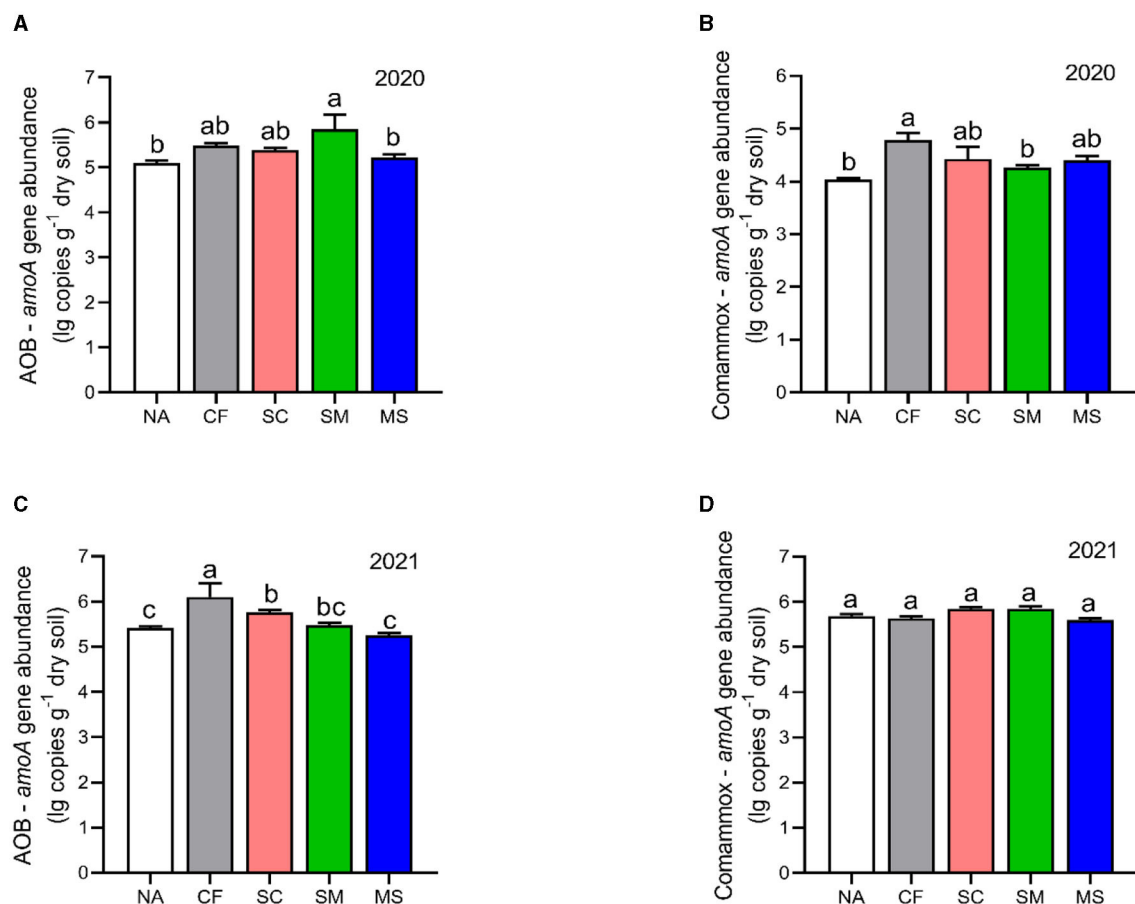 A
AOB - amoA gene abundance
(lg copies g⁻¹ dry soil)
2020
7
6
5
4
3
2
1
0
b
ab
ab
a
b
NA CF SC SM MS
B
Comammox - amoA gene abundance
(lg copies g⁻¹ dry soil)
2020
6
5
4
3
2
1
0
b
a
ab
b
ab
NA CF SC SM MS
C
AOB - amoA gene abundance
(lg copies g⁻¹ dry soil)
2021
7
6
5
4
3
2
1
0
c
a
b
bc
c
NA CF SC SM MS
D
Comammox - amoA gene abundance
(lg copies g⁻¹ dry soil)
2021
7
6
5
4
3
2
1
0
a
a
a
a
a
NA CF SC SM MS